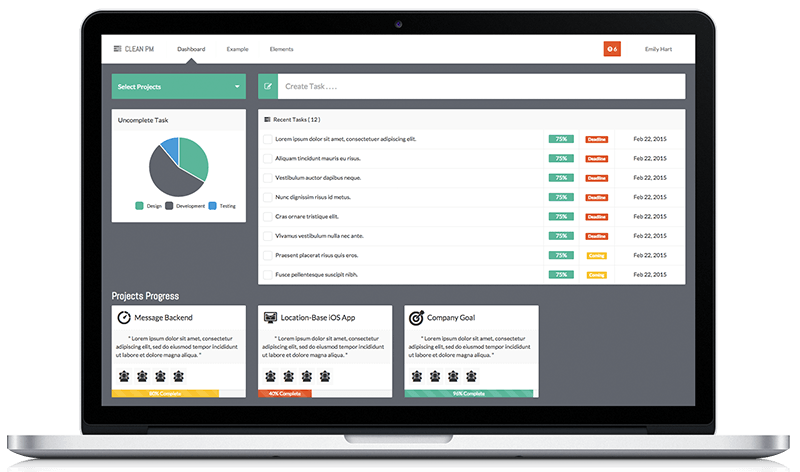 CLEAN PM
Dashboard
Example
Elements
6
Emily Hart
Select Projects
Create Task . . . .
Uncomplete Task
Design
Development
Testing
Recent Tasks ( 12 )
Lorem ipsum dolor sit amet, consectetuer adipiscing elit. 75% Deadline Feb 22, 2015
Aliquam tincidunt mauris eu risus. 75% Deadline Feb 22, 2015
Vestibulum auctor dapibus neque. 75% Deadline Feb 22, 2015
Nunc dignissim risus id metus. 75% Deadline Feb 22, 2015
Cras ornare tristique elit. 75% Deadline Feb 22, 2015
Vivamus vestibulum nulla nec ante. 75% Deadline Feb 22, 2015
Praesent placerat risus quis eros. 75% Coming Feb 22, 2015
Fusce pellentesque suscipit nibh. 75% Coming Feb 22, 2015
Projects Progress
Message Backend
" Lorem ipsum dolor sit amet, consectetur
adipiscing elit, sed do eiusmod tempor incididunt
ut labore et dolore magna aliqua. "
80% Complete
Location-Base iOS App
" Lorem ipsum dolor sit amet, consectetur
adipiscing elit, sed do eiusmod tempor incididunt
ut labore et dolore magna aliqua. "
40% Complete
Company Goal
" Lorem ipsum dolor sit amet, consectetur
adipiscing elit, sed do eiusmod tempor incididunt
ut labore et dolore magna aliqua. "
96% Complete